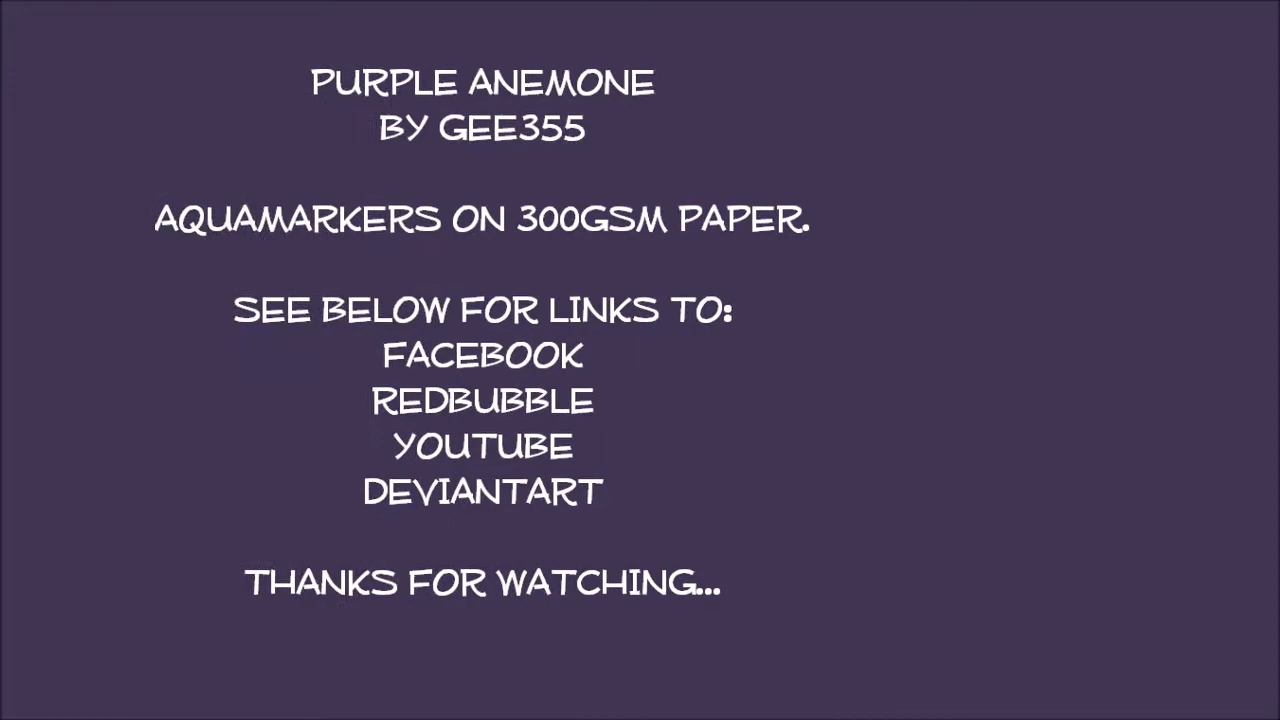 PURPLE ANEMONE
BY GEE355
AQUAMARKERS ON 300GSM PAPER.
SEE BELOW FOR LINKS TO:
FACEBOOK
REDBUBBLE
YOUTUBE
DEVIANTART
THANKS FOR WATCHING...